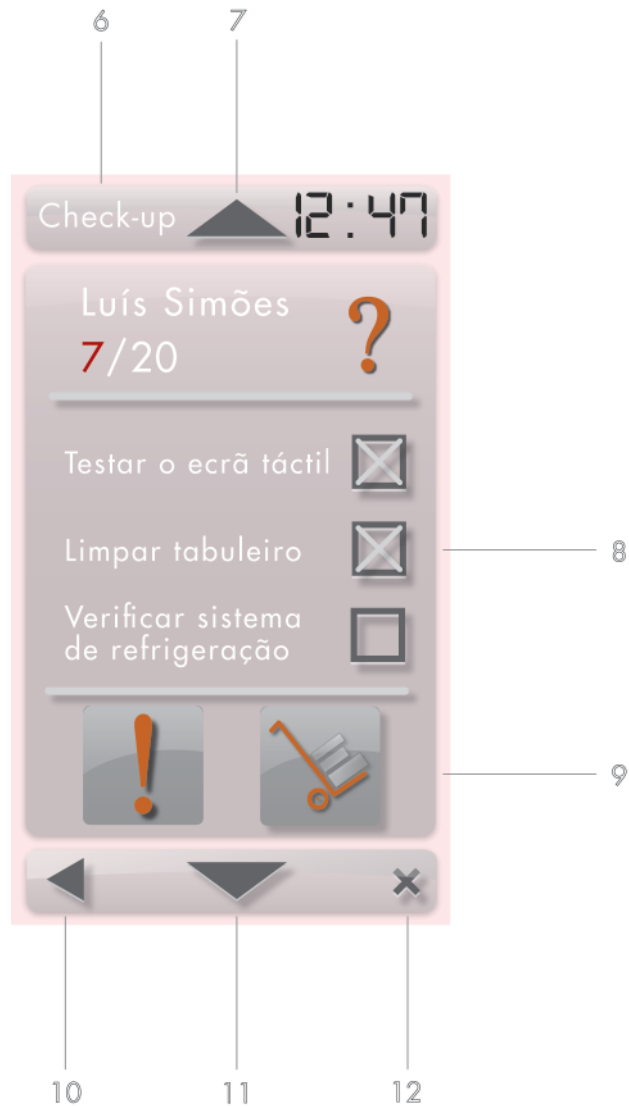 6 7
Check-up 12:47
Luís Simões ?
7/20
Testar o ecrã táctil
Limpar tabuleiro
8
Verificar sistema
de refrigeração
!
9
10 11 12